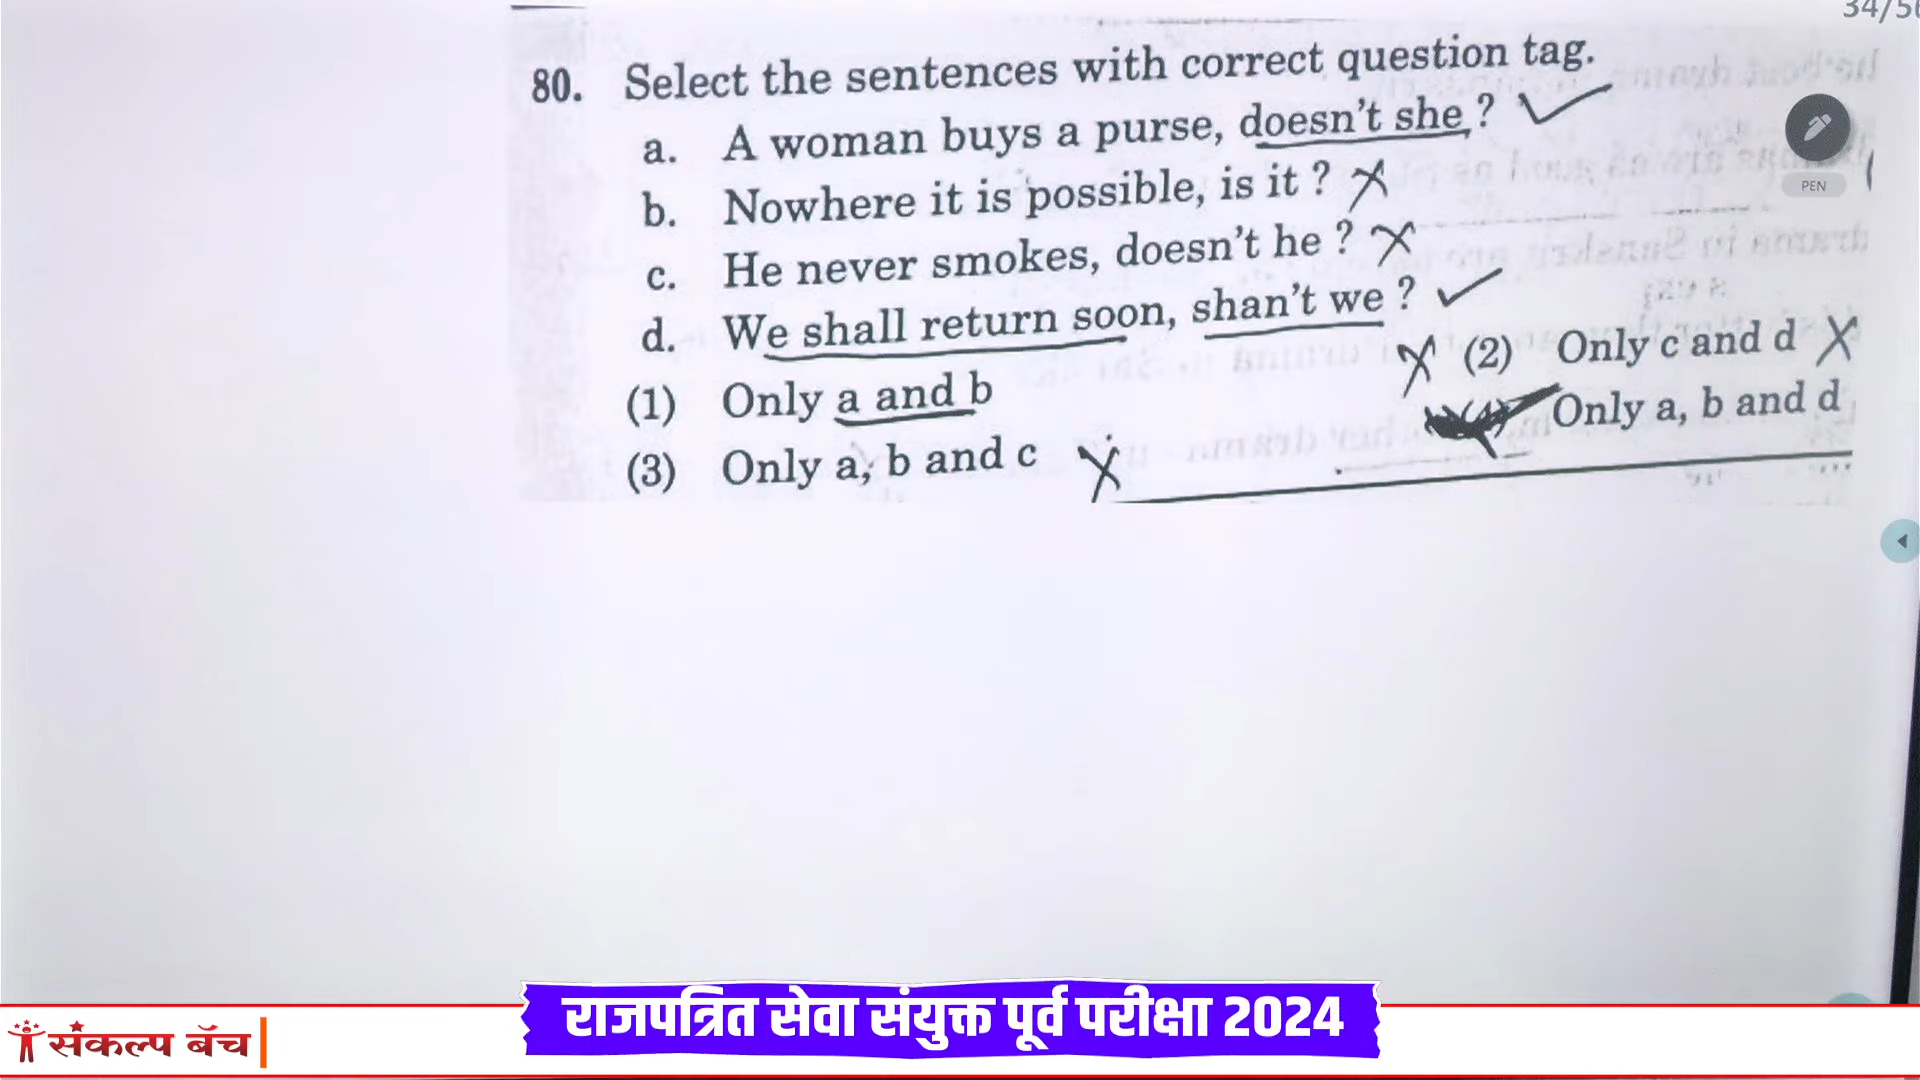 34/50
80. Select the sentences with correct question tag.
a. A woman buys a purse, doesn't she ?
PEN
b. Nowhere it is possible, is it ?
c. He never smokes, doesn't he ?
d. We shall return soon, shan't we ?
(1) Only a and b
(2) Only c and d
(3) Only a, b and c
(4) Only a, b and d
राजपत्रित सेवा संयुक्त पूर्व परीक्षा 2024
संकल्प बॅच